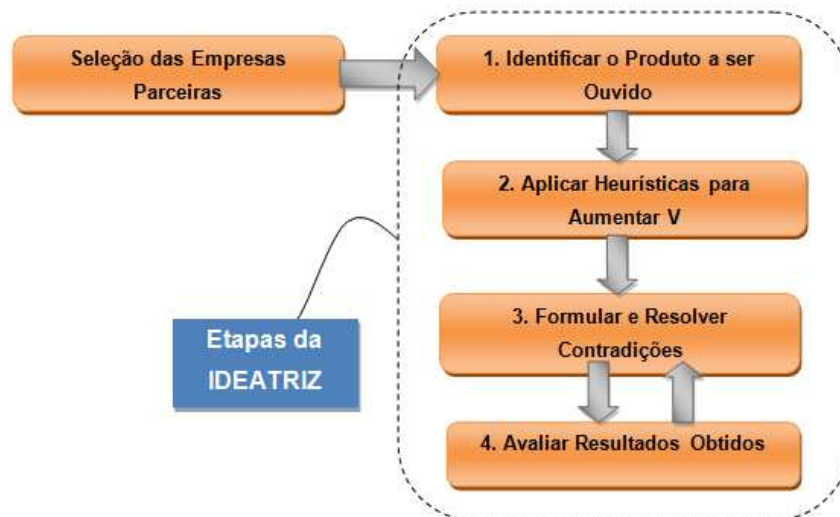 Seleção das Empresas
Parceiras
1. Identificar o Produto a ser
Ouvido
2. Aplicar Heurísticas para
Aumentar V
3. Formular e Resolver
Contradições
4. Avaliar Resultados Obtidos
Etapas da
IDEATRIZ